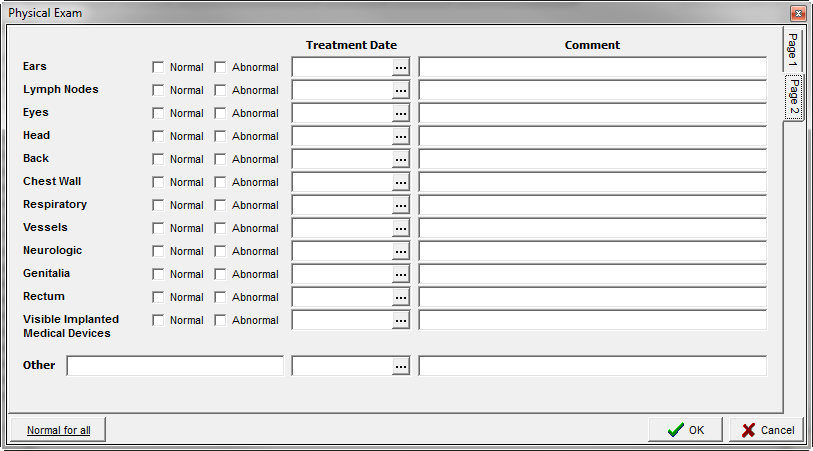 Physical Exam
Treatment Date Comment
Page 1
Page 2
Ears Normal Abnormal ...
Lymph Nodes Normal Abnormal ...
Eyes Normal Abnormal ...
Head Normal Abnormal ...
Back Normal Abnormal ...
Chest Wall Normal Abnormal ...
Respiratory Normal Abnormal ...
Vessels Normal Abnormal ...
Neurologic Normal Abnormal ...
Genitalia Normal Abnormal ...
Rectum Normal Abnormal ...
Visible Implanted Normal Abnormal ...
Medical Devices
Other ...
Normal for all OK Cancel